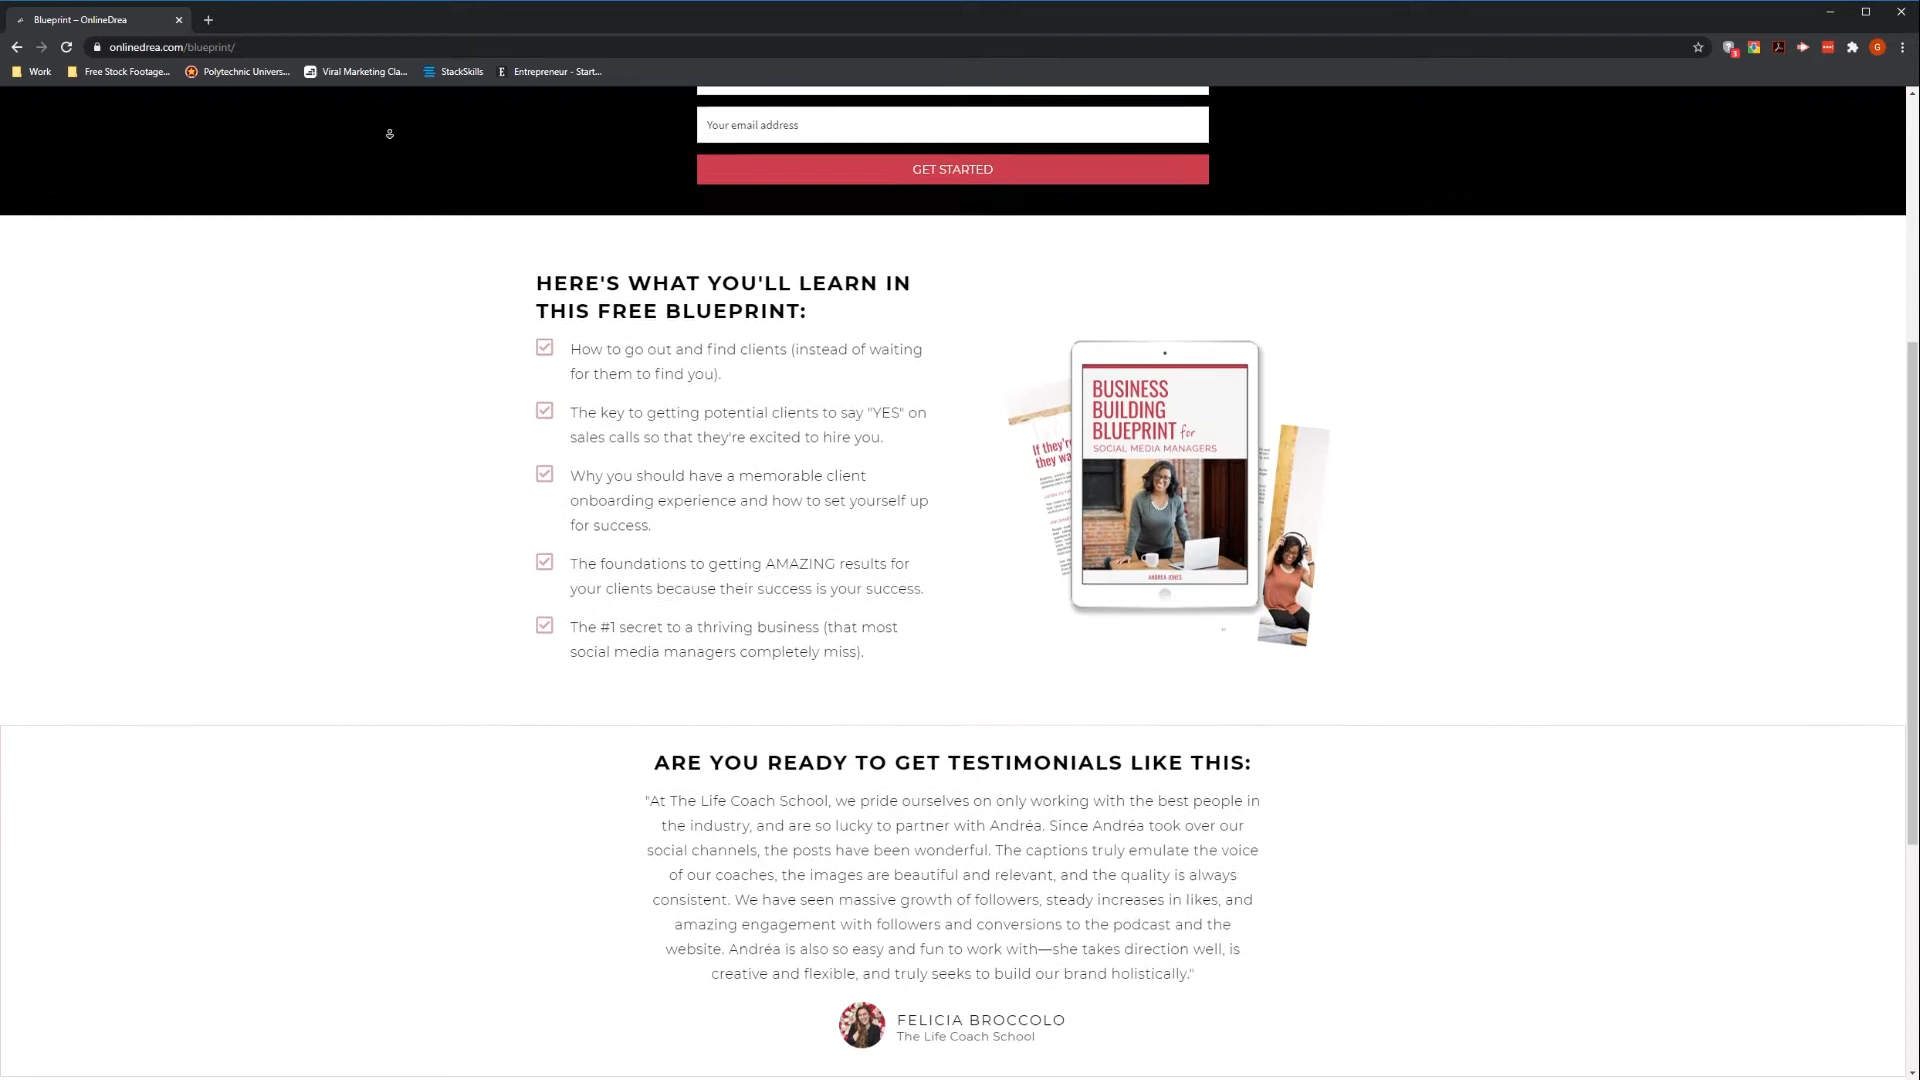 Blueprint – OnlineDrea
onlinedrea.com/blueprint/
Work
Free Stock Footage...
Polytechnic Univers...
Viral Marketing Cla...
StackSkills
Entrepreneur - Start...
Your email address
GET STARTED
HERE'S WHAT YOU'LL LEARN IN
THIS FREE BLUEPRINT:
How to go out and find clients (instead of waiting
for them to find you).
The key to getting potential clients to say "YES" on
sales calls so that they're excited to hire you.
Why you should have a memorable client
onboarding experience and how to set yourself up
for success.
The foundations to getting AMAZING results for
your clients because their success is your success.
The #1 secret to a thriving business (that most
social media managers completely miss).
If they're
they wa
BUSINESS
BUILDING
BLUEPRINT for
SOCIAL MEDIA MANAGERS
ANDREA JONES
ARE YOU READY TO GET TESTIMONIALS LIKE THIS:
"At The Life Coach School, we pride ourselves on only working with the best people in
the industry, and are so lucky to partner with Andréa. Since Andréa took over our
social channels, the posts have been wonderful. The captions truly emulate the voice
of our coaches, the images are beautiful and relevant, and the quality is always
consistent. We have seen massive growth of followers, steady increases in likes, and
amazing engagement with followers and conversions to the podcast and the
website. Andréa is also so easy and fun to work with—she takes direction well, is
creative and flexible, and truly seeks to build our brand holistically."
FELICIA BROCCOLO
The Life Coach School